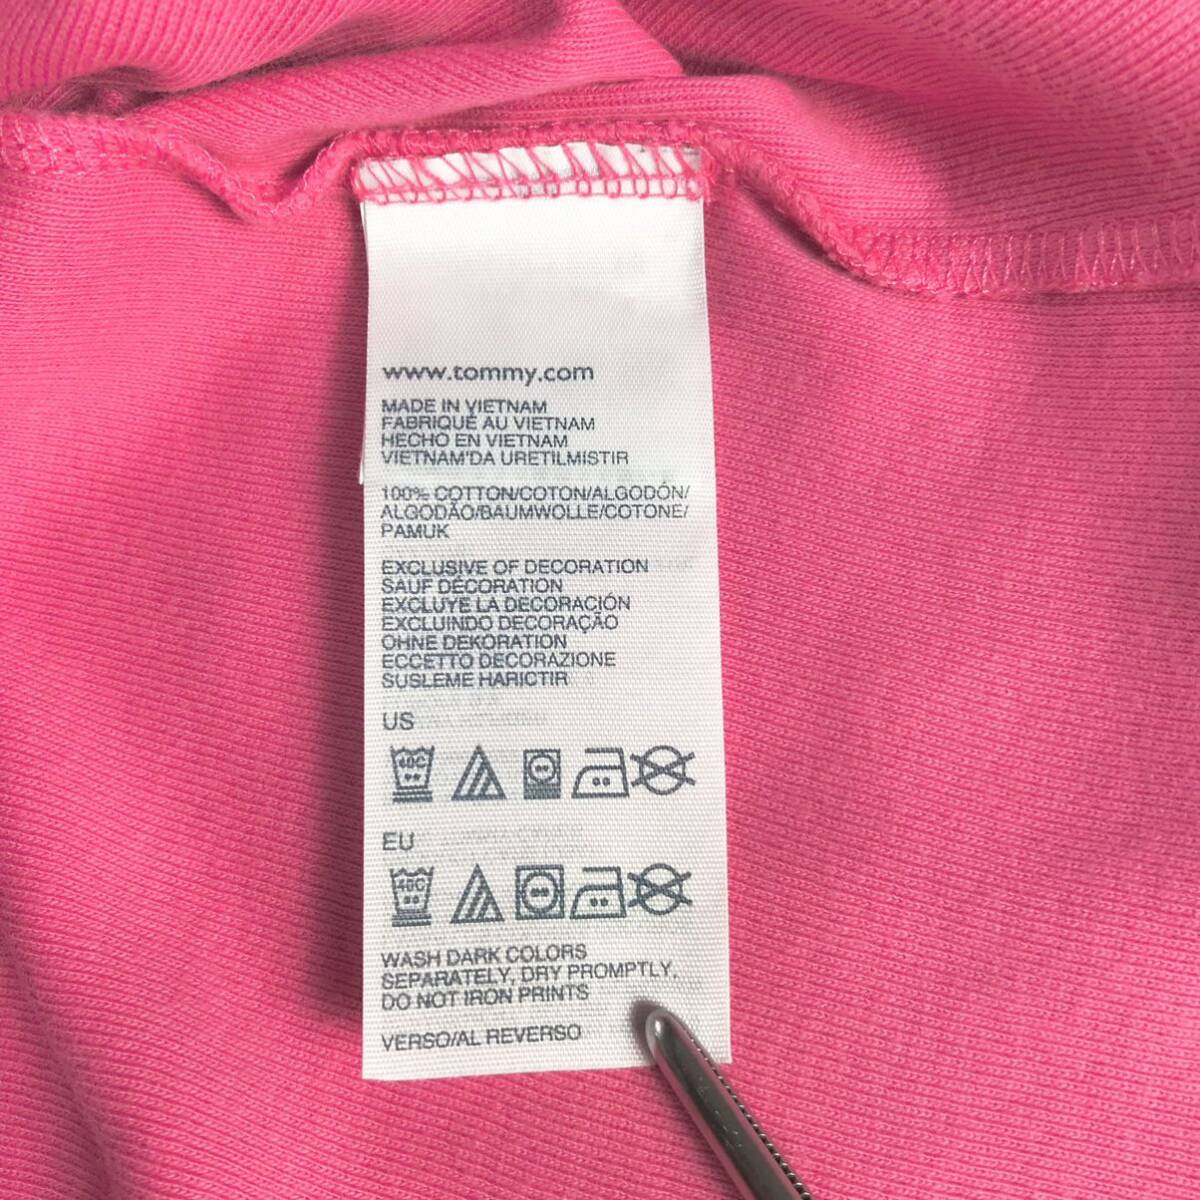 www.tommy.com
MADE IN VIETNAM
FABRIQUÉ AU VIETNAM
HECHO EN VIETNAM
VIETNAM'DA URETILMISTIR
100% COTTON/COTON/ALGODÓN/
ALGODÃO/BAUMWOLLE/COTONE/
PAMUK
EXCLUSIVE OF DECORATION
SAUF DÉCORATION
EXCLUYE LA DECORACIÓN
EXCLUINDO DECORAÇÃO
OHNE DEKORATION
ECCETTO DECORAZIONE
SUSLEME HARICTIR
US
40C
EU
40C
WASH DARK COLORS
SEPARATELY, DRY PROMPTLY,
DO NOT IRON PRINTS
VERSO/AL REVERSO